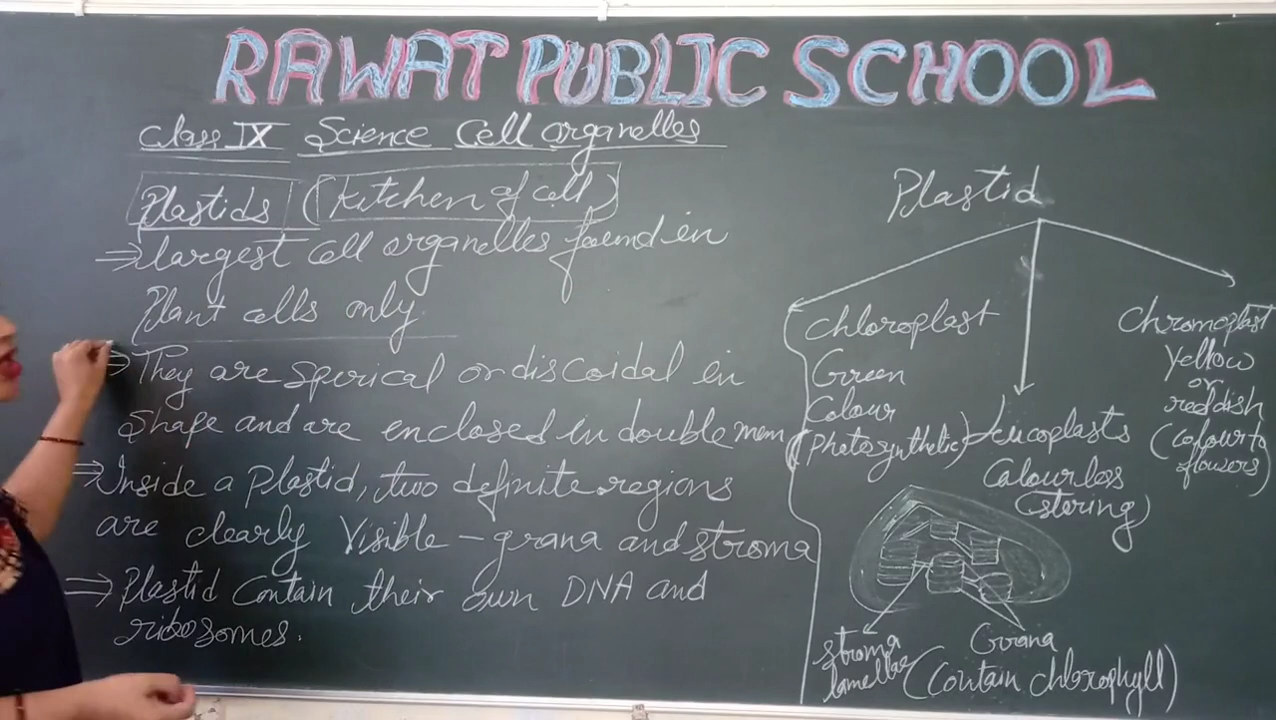 RAWAT PUBLIC SCHOOL
Class IX Science Cell organelles
Plastids (Kitchen of cell)
⇒ largest cell organelles found in
Plant cells only
⇒ They are Sperical or discoidal in
Shape and are enclosed in double mem
⇒ Inside a Plastid, two definite regions
are clearly Visible - grana and stroma
⇒ Plastid Contain their own DNA and
ribosomes.
Plastid
Chloroplast
Green
Colour
(Photosynthetic)
Leucoplasts
Colourless
(storing)
Chromoplast
Yellow
or
reddish
(Colour to
flowers)
stroma
lamellae
Grana
(Contain chlorophyll)